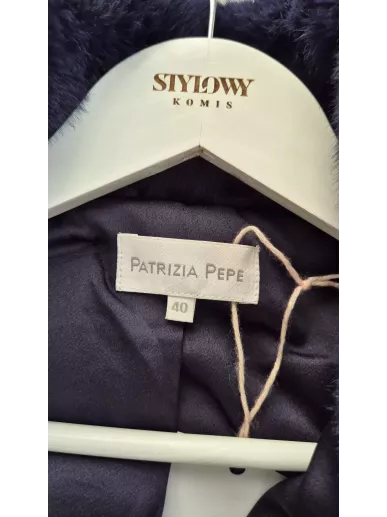 STYLOWY
KOMIS
PATRIZIA PEPE
40